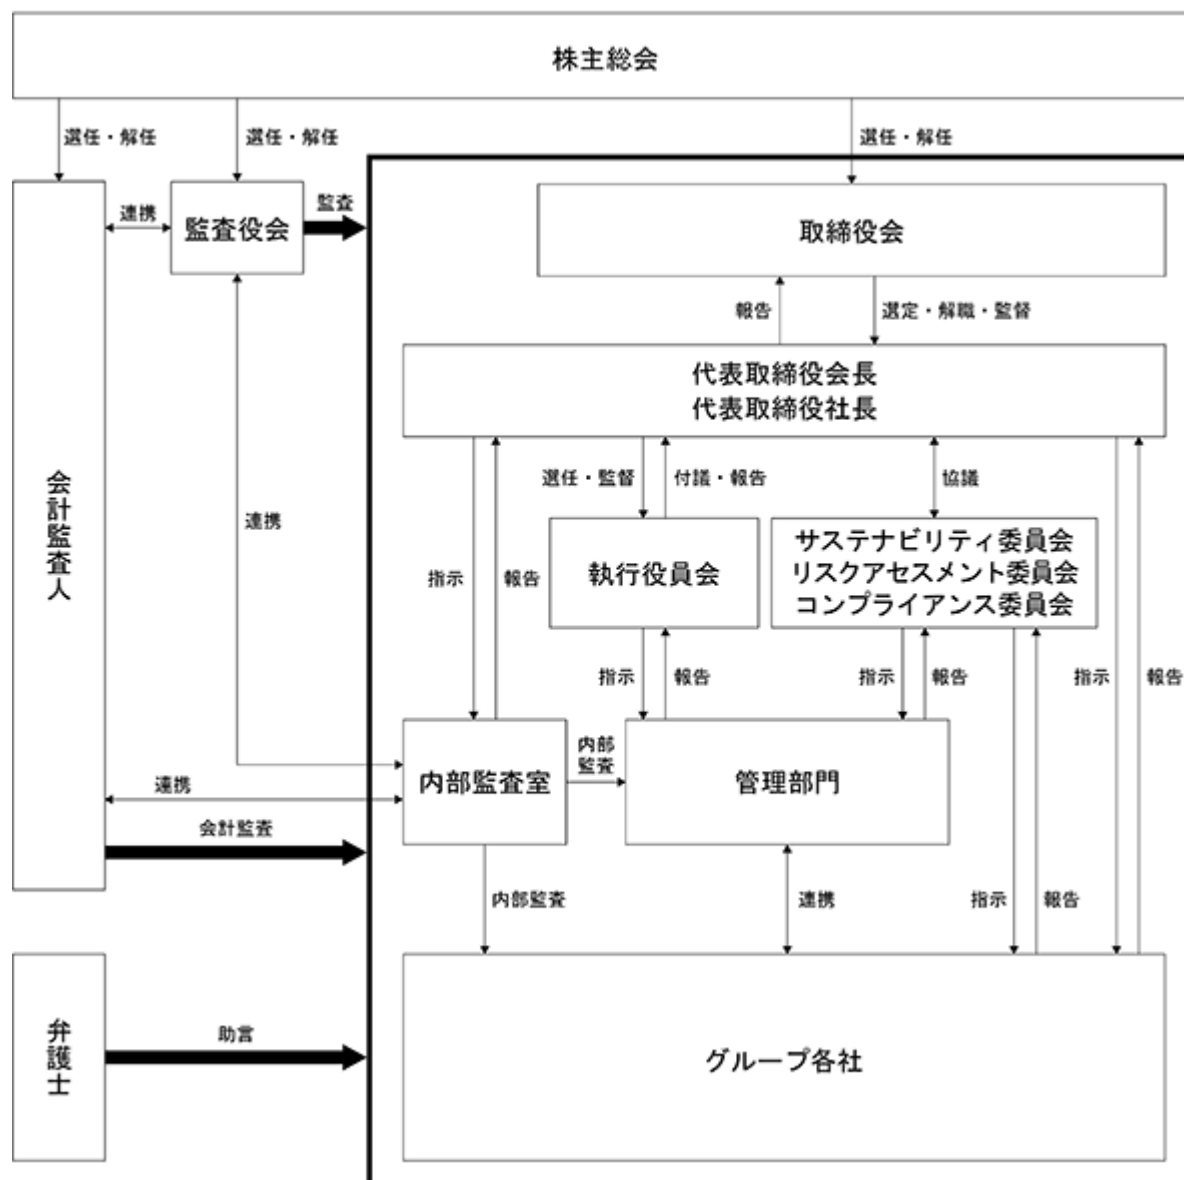 株主総会
選任・解任
選任・解任
選任・解任
監査役会
連携
監査
取締役会
報告
選定・解職・監督
代表取締役会長
代表取締役社長
会計監査人
連携
選任・監督
付議・報告
協議
指示
報告
執行役員会
サステナビリティ委員会
リスクアセスメント委員会
コンプライアンス委員会
指示
報告
指示
報告
指示
報告
内部監査室
内部
監査
管理部門
連携
会計監査
内部監査
連携
指示
報告
弁護士
助言
グループ各社